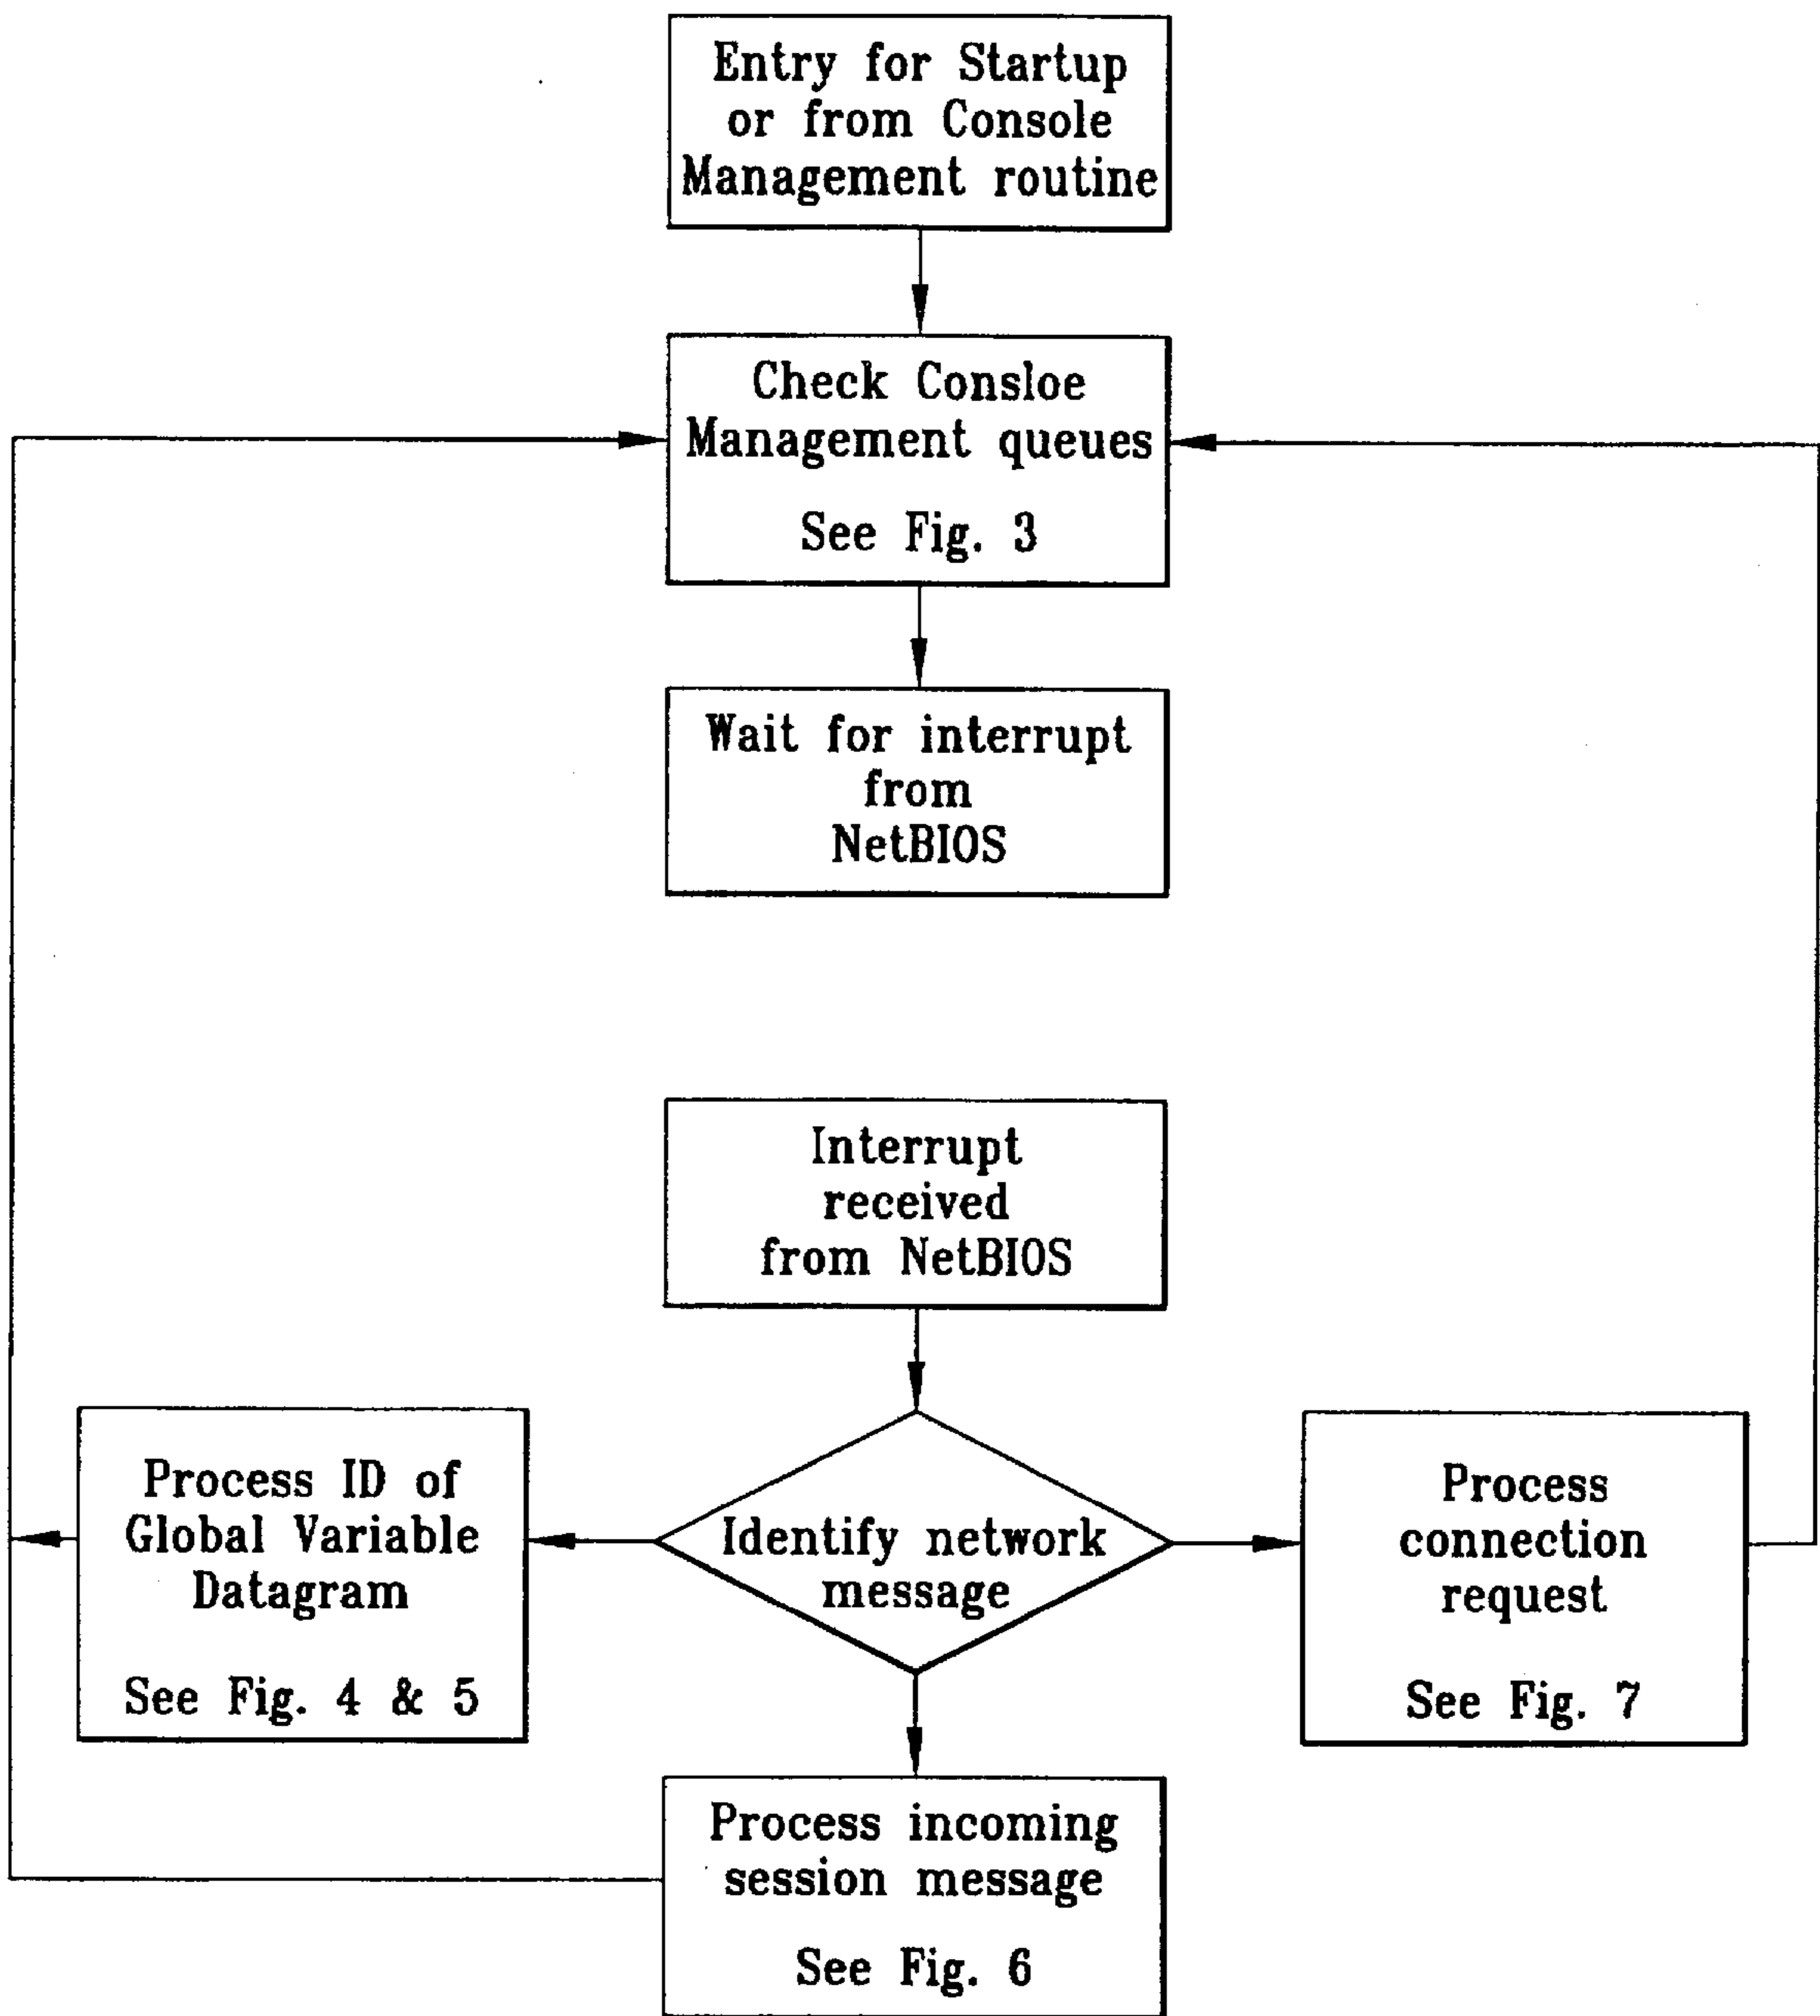 Entry for Startup
or from Console
Management routine
Check Consloe
Management queues
See Fig. 3
Wait for interrupt
from
NetBIOS
Interrupt
received
from NetBIOS
Process ID of
Global Variable
Datagram
See Fig. 4 & 5
Identify network
message
Process
connection
request
See Fig. 7
Process incoming
session message
See Fig. 6